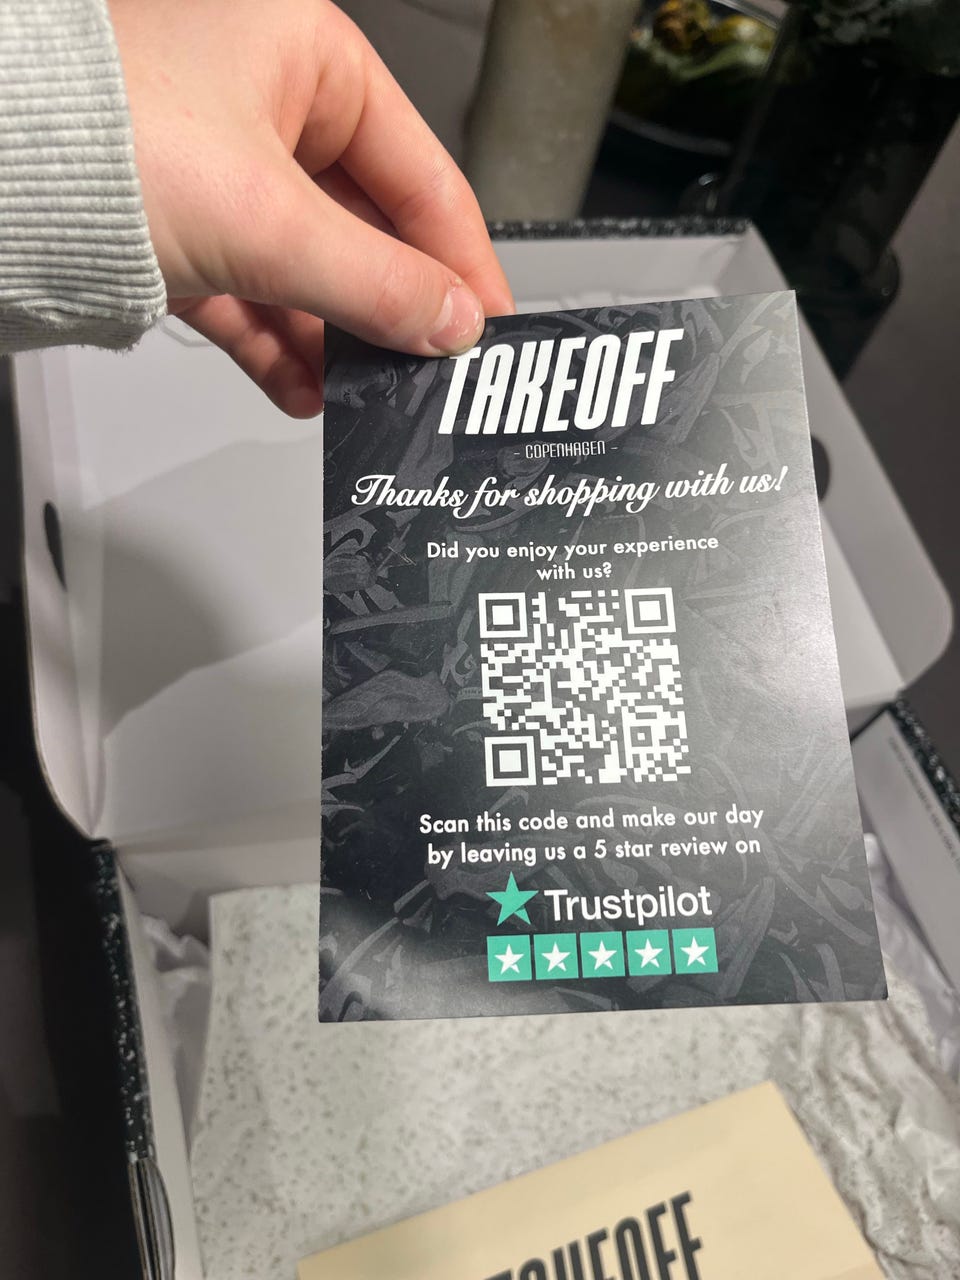 TAKEOFF
- COPENHAGEN -
Thanks for shopping with us!
Did you enjoy your experience
with us?
Scan this code and make our day
by leaving us a 5 star review on
Trustpilot
TAKEOFF